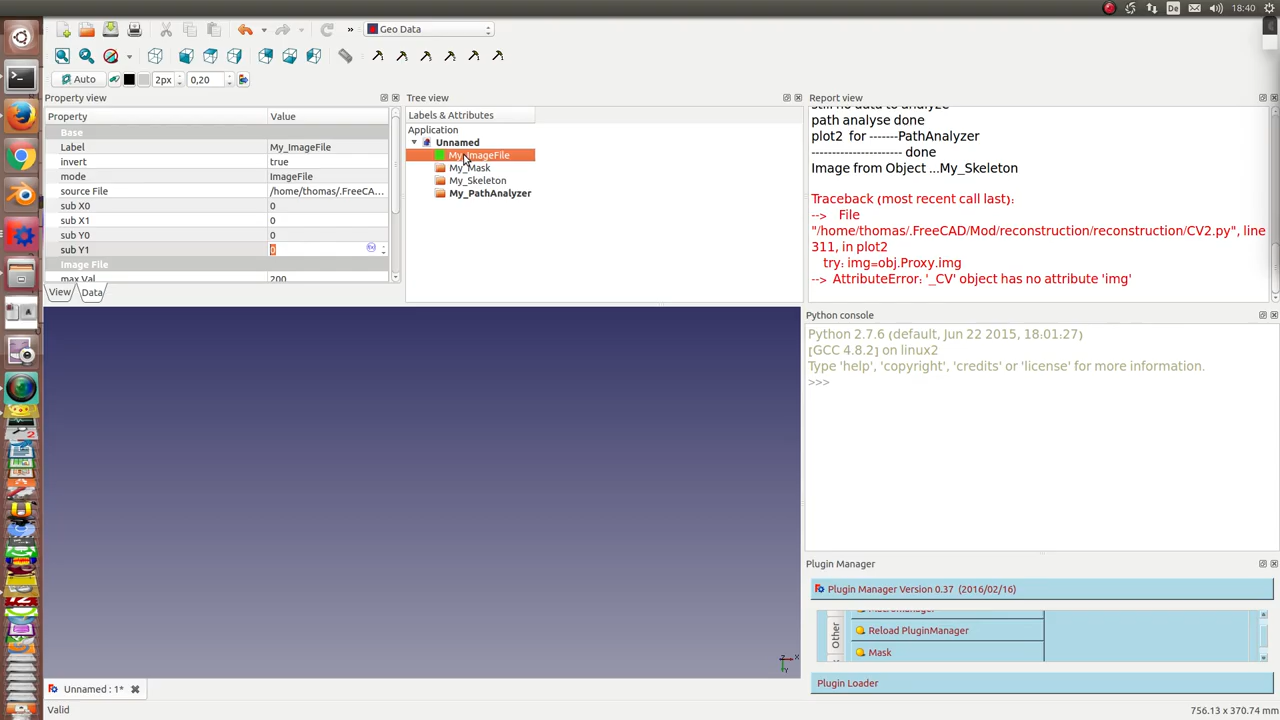 De
18:40
Geo Data
Auto
2px
0,20
Property view
Property
Value
Base
Label
My_ImageFile
invert
true
mode
ImageFile
source File
/home/thomas/.FreeCA...
sub X0
0
sub X1
0
sub Y0
0
sub Y1
0
Image File
max Val
200
View
Data
Tree view
Labels & Attributes
Application
Unnamed
My_ImageFile
My_Mask
My_Skeleton
My_PathAnalyzer
Report view
still no data to analyze
path analyse done
plot2 for -------PathAnalyzer
---------------------- done
Image from Object ...My_Skeleton
Traceback (most recent call last):
--> File
"/home/thomas/.FreeCAD/Mod/reconstruction/reconstruction/CV2.py", line
311, in plot2
try: img=obj.Proxy.img
--> AttributeError: '_CV' object has no attribute 'img'
Python console
Python 2.7.6 (default, Jun 22 2015, 18:01:27)
[GCC 4.8.2] on linux2
Type 'help', 'copyright', 'credits' or 'license' for more information.
>>>
Plugin Manager
Plugin Manager Version 0.37 (2016/02/16)
Other
Reload PluginManager
Mask
Plugin Loader
Unnamed : 1*
Valid
756.13 x 370.74 mm